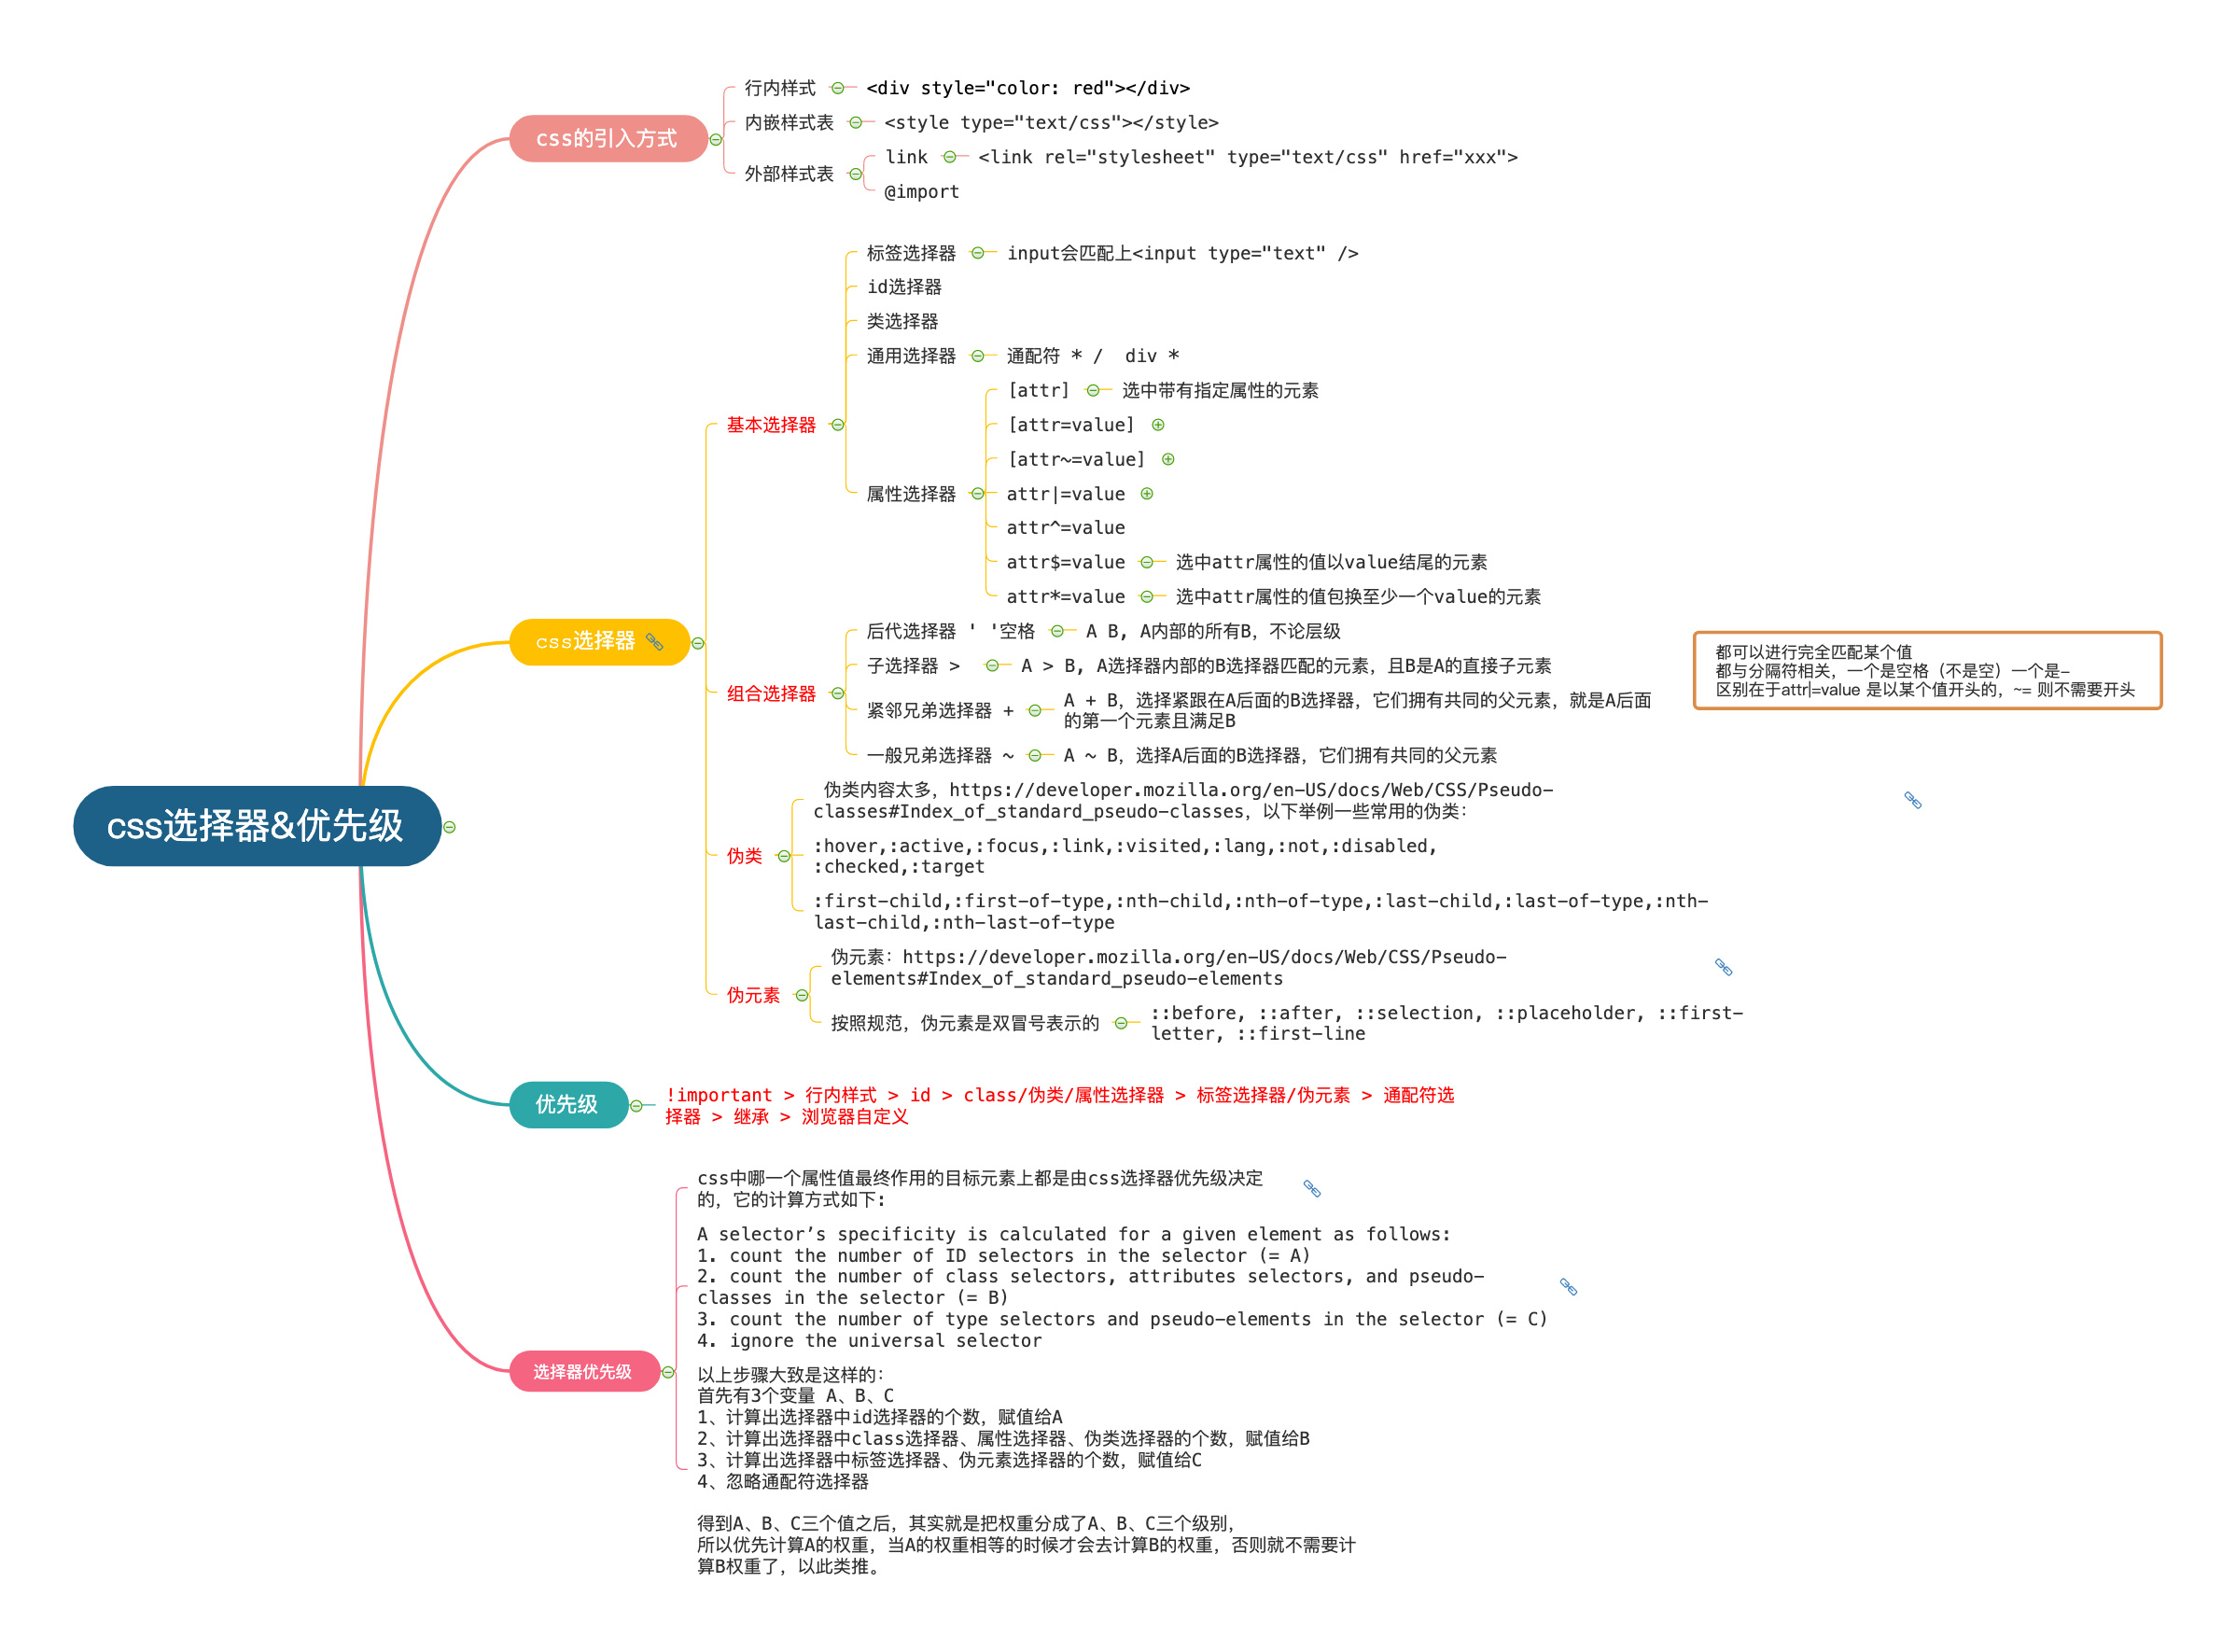 css选择器&优先级
css的引入方式
行内样式
<div style="color: red"></div>
内嵌样式表
<style type="text/css"></style>
外部样式表
link
<link rel="stylesheet" type="text/css" href="xxx">
@import
css选择器
基本选择器
标签选择器
input会匹配上<input type="text" />
id选择器
类选择器
通用选择器
通配符 * /  div *
属性选择器
[attr]
选中带有指定属性的元素
[attr=value]
[attr~=value]
attr|=value
attr^=value
attr$=value
选中attr属性的值以value结尾的元素
attr*=value
选中attr属性的值包换至少一个value的元素
组合选择器
后代选择器 ' '空格
A B, A内部的所有B，不论层级
子选择器 >
A > B, A选择器内部的B选择器匹配的元素，且B是A的直接子元素
紧邻兄弟选择器 +
A + B，选择紧跟在A后面的B选择器，它们拥有共同的父元素，就是A后面
的第一个元素且满足B
一般兄弟选择器 ~
A ~ B，选择A后面的B选择器，它们拥有共同的父元素
都可以进行完全匹配某个值
都与分隔符相关，一个是空格（不是空）一个是-
区别在于attr|=value 是以某个值开头的，~= 则不需要开头
伪类
伪类内容太多，https://developer.mozilla.org/en-US/docs/Web/CSS/Pseudo-
classes#Index_of_standard_pseudo-classes，以下举例一些常用的伪类：
:hover,:active,:focus,:link,:visited,:lang,:not,:disabled,
:checked,:target
:first-child,:first-of-type,:nth-child,:nth-of-type,:last-child,:last-of-type,:nth-
last-child,:nth-last-of-type
伪元素
伪元素：https://developer.mozilla.org/en-US/docs/Web/CSS/Pseudo-
elements#Index_of_standard_pseudo-elements
按照规范，伪元素是双冒号表示的
::before, ::after, ::selection, ::placeholder, ::first-
letter, ::first-line
优先级
!important > 行内样式 > id > class/伪类/属性选择器 > 标签选择器/伪元素 > 通配符选
择器 > 继承 > 浏览器自定义
选择器优先级
css中哪一个属性值最终作用的目标元素上都是由css选择器优先级决定
的，它的计算方式如下:
A selector’s specificity is calculated for a given element as follows:
1. count the number of ID selectors in the selector (= A)
2. count the number of class selectors, attributes selectors, and pseudo-
classes in the selector (= B)
3. count the number of type selectors and pseudo-elements in the selector (= C)
4. ignore the universal selector
以上步骤大致是这样的：
首先有3个变量 A、B、C
1、计算出选择器中id选择器的个数，赋值给A
2、计算出选择器中class选择器、属性选择器、伪类选择器的个数，赋值给B
3、计算出选择器中标签选择器、伪元素选择器的个数，赋值给C
4、忽略通配符选择器
得到A、B、C三个值之后，其实就是把权重分成了A、B、C三个级别，
所以优先计算A的权重，当A的权重相等的时候才会去计算B的权重，否则就不需要计
算B权重了，以此类推。